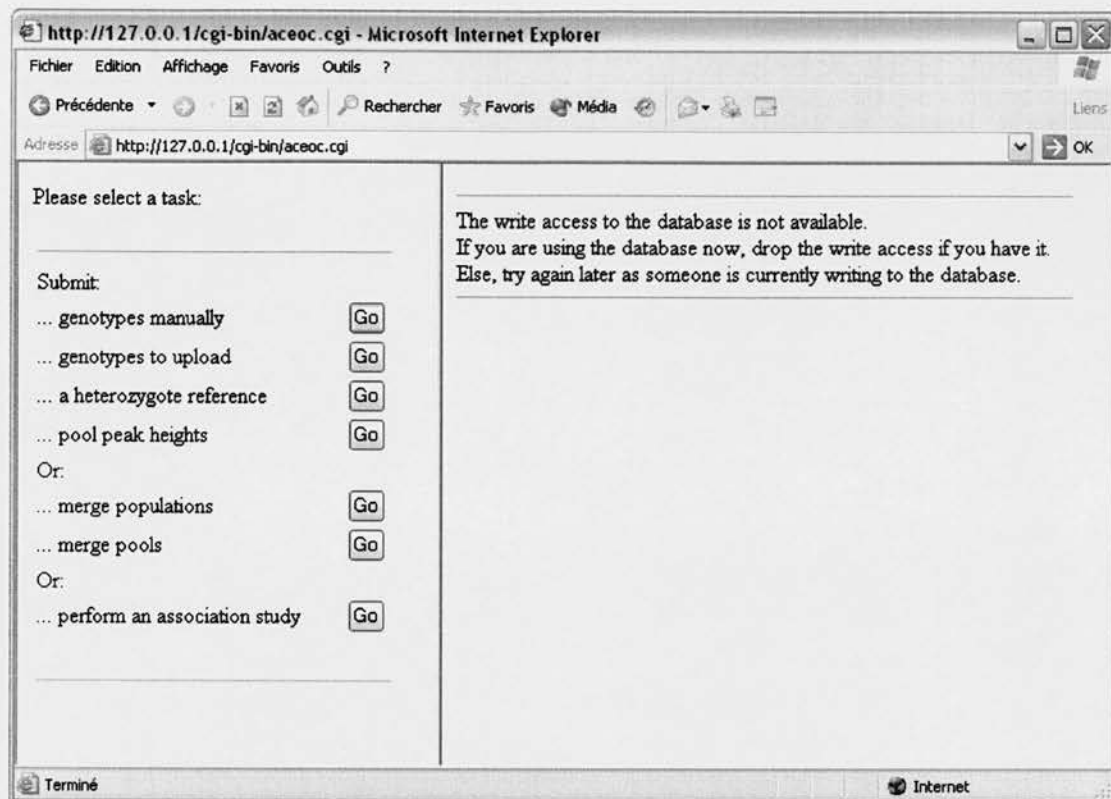 http://127.0.0.1/cgi-bin/aceoc.cgi - Microsoft Internet Explorer
Fichier Edition Affichage Favoris Outils ?
Précédente Rechercher Favoris Média Liens
Adresse http://127.0.0.1/cgi-bin/aceoc.cgi OK
Please select a task:
Submit:
... genotypes manually Go
... genotypes to upload Go
... a heterozygote reference Go
... pool peak heights Go
Or:
... merge populations Go
... merge pools Go
Or:
... perform an association study Go
The write access to the database is not available.
If you are using the database now, drop the write access if you have it.
Else, try again later as someone is currently writing to the database.
Terminé Internet